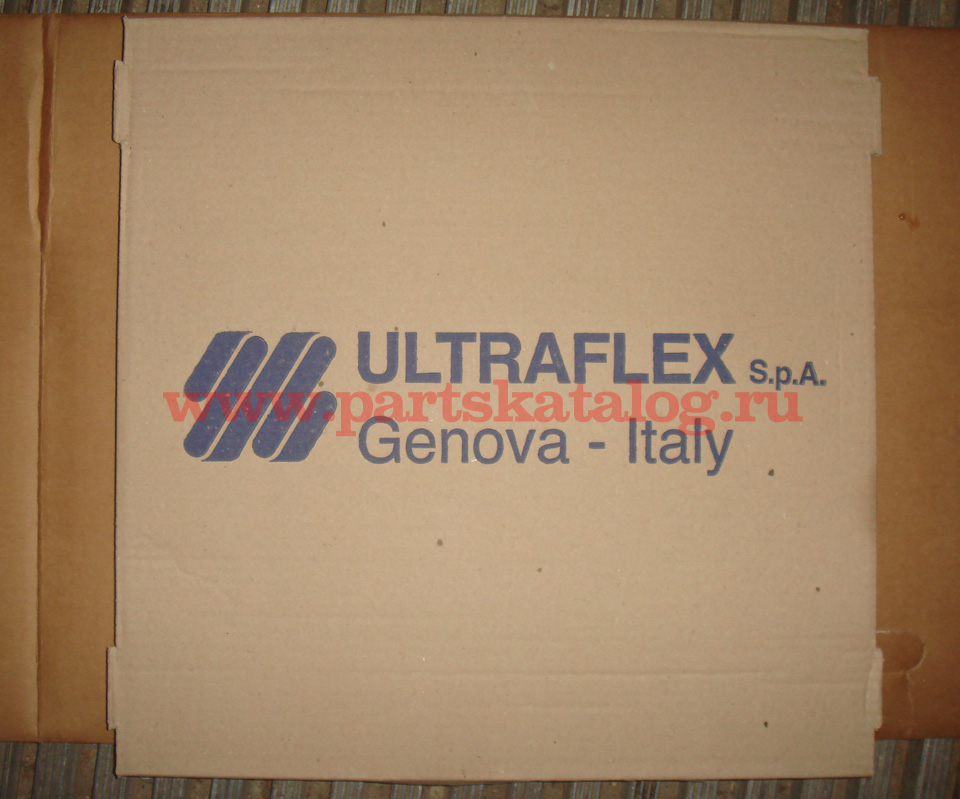 ULTRAFLEX S.p.A.
www.partskatalog.ru
Genova - Italy